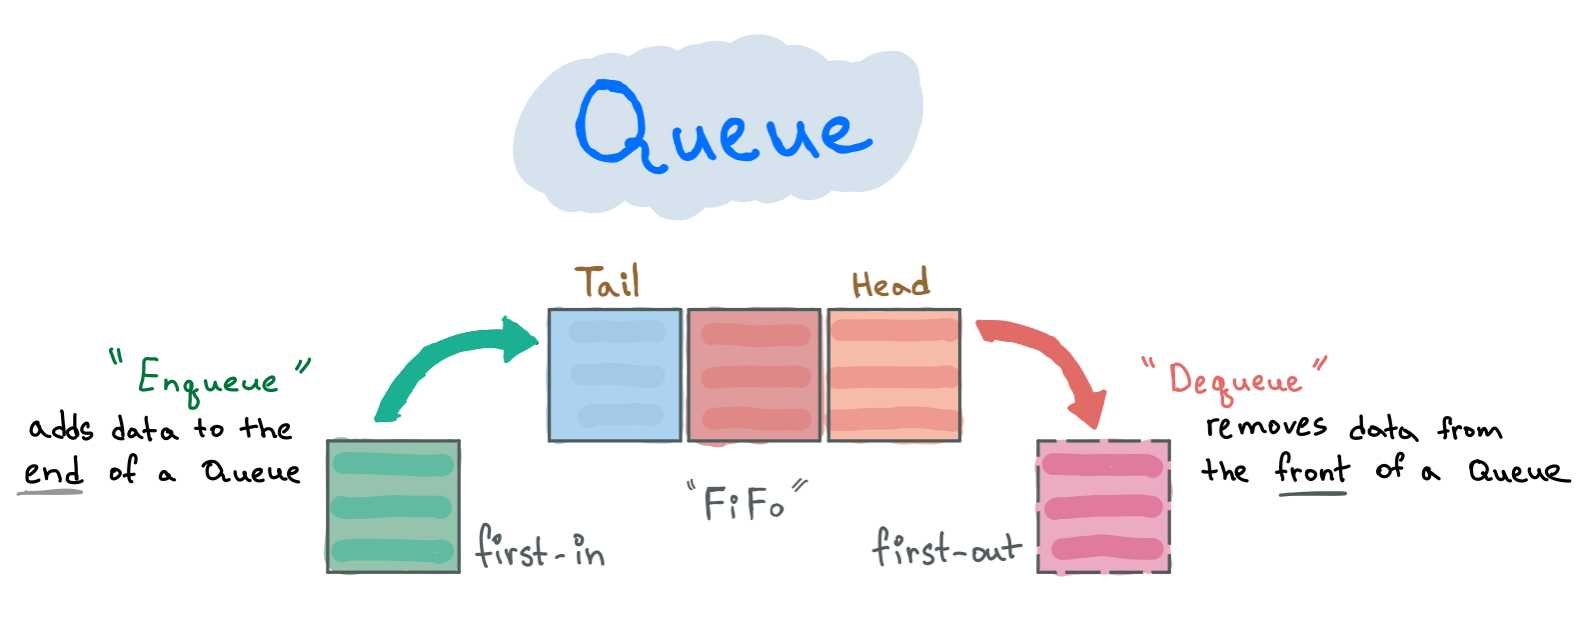 Queue
Tail
Head
"Enqueue"
adds data to the
end of a Queue
"FiFo"
first-in
first-out
"Dequeue"
removes data from
the front of a Queue